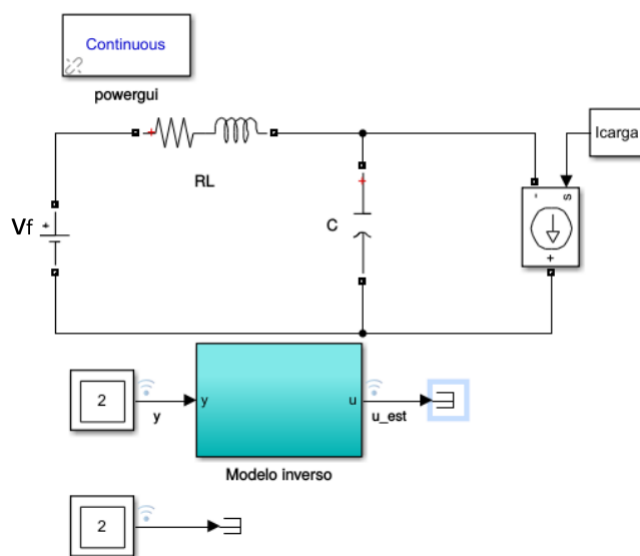 Continuous
powergui
RL
Icarga
Vf
+
C
-
s
+
2
y
y
u
u_est
Modelo inverso
2